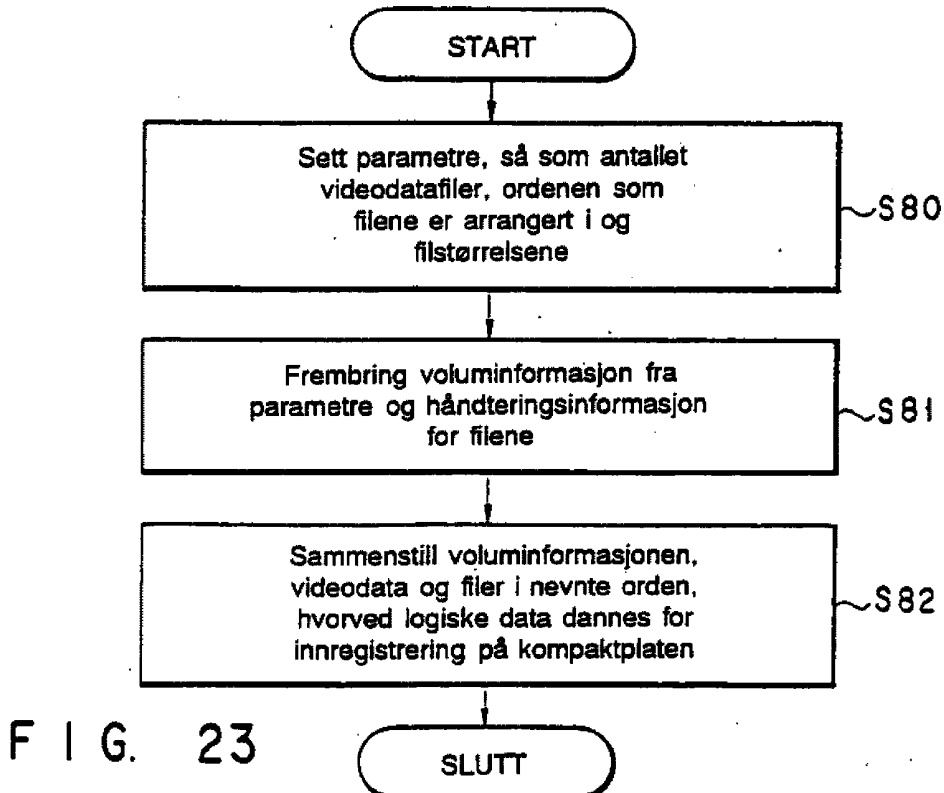 START
Sett parametre, så som antallet
videodatafiler, ordenen som
filene er arrangert i og
filstørrelsene
S80
Frembring voluminformasjon fra
parametre og håndteringsinformasjon
for filene
S81
Sammenstill voluminformasjonen,
videodata og filer i nevnte orden,
hvorved logiske data dannes for
innregistrering på kompaktplaten
S82
FIG. 23
SLUTT